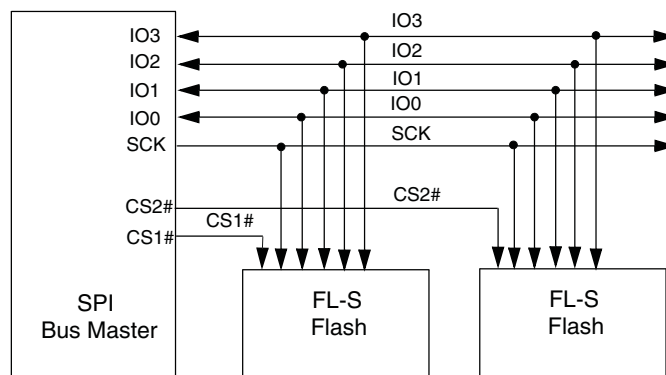 IO3
IO3
IO2
IO2
IO1
IO1
IO0
IO0
SCK
SCK
CS2#
CS2#
CS1#
CS1#
SPI
Bus Master
FL-S
Flash
FL-S
Flash